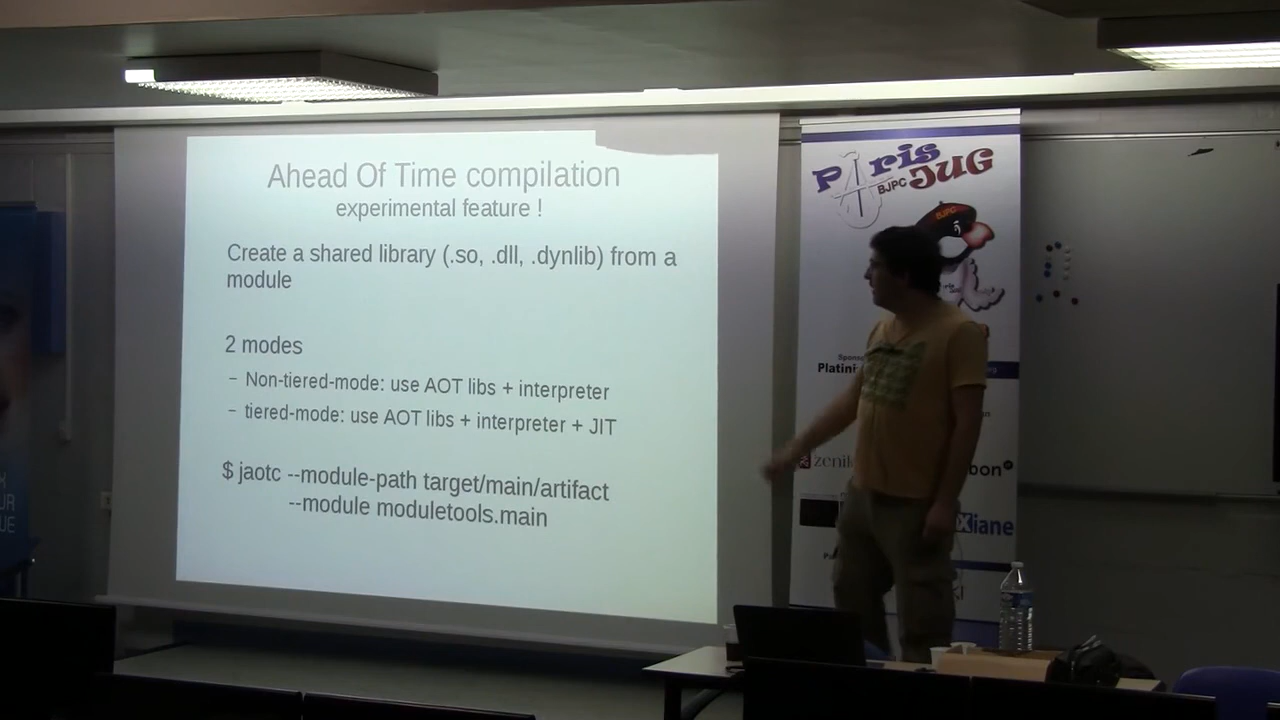 Ahead Of Time compilation
experimental feature !
Create a shared library (.so, .dll, .dynlib) from a
module
2 modes
– Non-tiered-mode: use AOT libs + interpreter
– tiered-mode: use AOT libs + interpreter + JIT
$ jaotc --module-path target/main/artifact
--module moduletools.main
Paris
BJPC JUG
BJPC